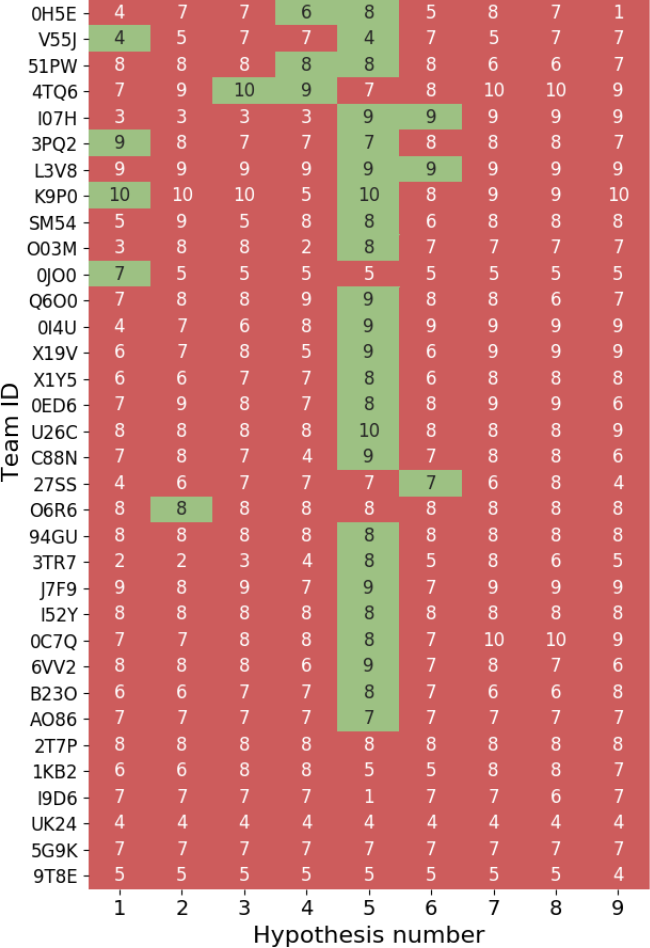 0H5E 4 7 7 6 8 5 8 7 1
V55J 4 5 7 7 4 7 5 7 7
51PW 8 8 8 8 8 8 6 6 7
4TQ6 7 9 10 9 7 8 10 10 9
I07H 3 3 3 3 9 9 9 9 9
3PQ2 9 8 7 7 7 8 8 8 7
L3V8 9 9 9 9 9 9 9 9 9
K9P0 10 10 10 5 10 8 9 9 10
SM54 5 9 5 8 8 6 8 8 8
O03M 3 8 8 2 8 7 7 7 7
0JO0 7 5 5 5 5 5 5 5 5
Q6O0 7 8 8 9 9 8 8 6 7
0I4U 4 7 6 8 9 9 9 9 9
X19V 6 7 8 5 9 6 9 9 9
X1Y5 6 6 7 7 8 6 8 8 8
0ED6 7 9 8 7 8 8 9 9 6
U26C 8 8 8 8 10 8 8 8 9
C88N 7 8 7 4 9 7 8 8 6
27SS 4 6 7 7 7 7 6 8 4
O6R6 8 8 8 8 8 8 8 8 8
94GU 8 8 8 8 8 8 8 8 8
3TR7 2 2 3 4 8 5 8 6 5
J7F9 9 8 9 7 9 7 9 9 9
I52Y 8 8 8 8 8 8 8 8 8
0C7Q 7 7 8 8 8 7 10 10 9
6VV2 8 8 8 6 9 7 8 7 6
B23O 6 6 7 7 8 7 6 6 8
AO86 7 7 7 7 7 7 7 7 7
2T7P 8 8 8 8 8 8 8 8 8
1KB2 6 6 8 8 5 5 8 8 7
I9D6 7 7 7 7 1 7 7 6 7
UK24 4 4 4 4 4 4 4 4 4
5G9K 7 7 7 7 7 7 7 7 7
9T8E 5 5 5 5 5 5 5 5 4
1 2 3 4 5 6 7 8 9
Hypothesis number
Team ID